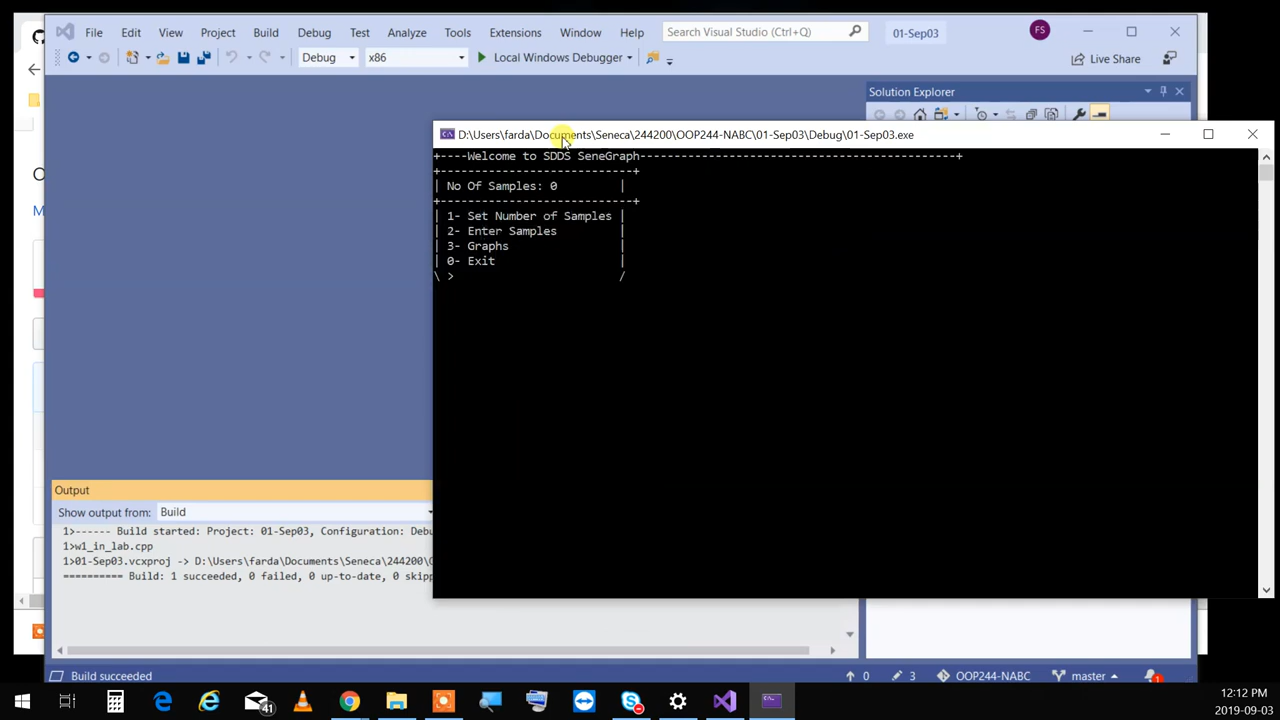 File Edit View Project Build Debug Test Analyze Tools Extensions Window Help Search Visual Studio (Ctrl+Q) 01-Sep03 FS
Debug x86 Local Windows Debugger Live Share
Solution Explorer
D:\Users\farda\Documents\Seneca\244200\OOP244-NABC\01-Sep03\Debug\01-Sep03.exe
+----Welcome to SDDS SeneGraph-----------------------------------------------+
+----------------------------+
| No Of Samples: 0 |
+----------------------------+
| 1- Set Number of Samples |
| 2- Enter Samples |
| 3- Graphs |
| 0- Exit |
\ > /
Output
Show output from: Build
1>------ Build started: Project: 01-Sep03, Configuration: Debu
1>w1_in_lab.cpp
1>01-Sep03.vcxproj -> D:\Users\farda\Documents\Seneca\244200\
========== Build: 1 succeeded, 0 failed, 0 up-to-date, 0 skipp
Build succeeded 0 3 OOP244-NABC master 1
41
12:12 PM
2019-09-03